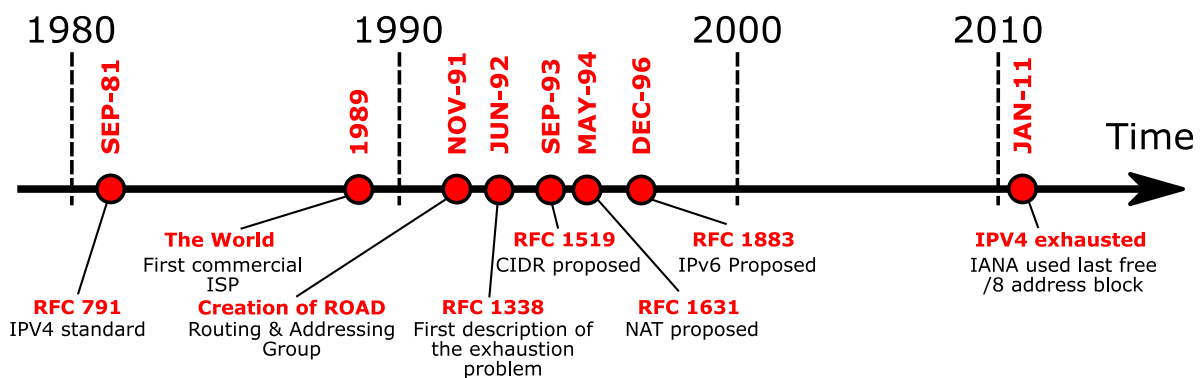 1980
1990
2000
2010
SEP-81
1989
NOV-91
JUN-92
SEP-93
MAY-94
DEC-96
JAN-11
Time
The World
First commercial
ISP
RFC 1519
CIDR proposed
RFC 1883
IPv6 Proposed
IPV4 exhausted
IANA used last free
/8 address block
RFC 791
IPV4 standard
Creation of ROAD
Routing & Addressing
Group
RFC 1338
First description of
the exhaustion
problem
RFC 1631
NAT proposed